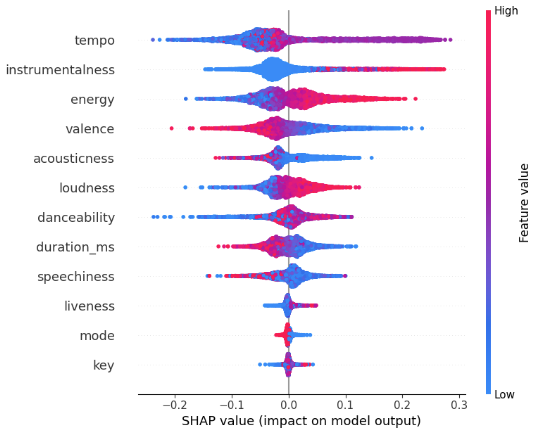 High
tempo
instrumentalness
energy
valence
acousticness
loudness
danceability
duration_ms
speechiness
liveness
mode
key
Feature value
Low
−0.2 −0.1 0.0 0.1 0.2 0.3
SHAP value (impact on model output)